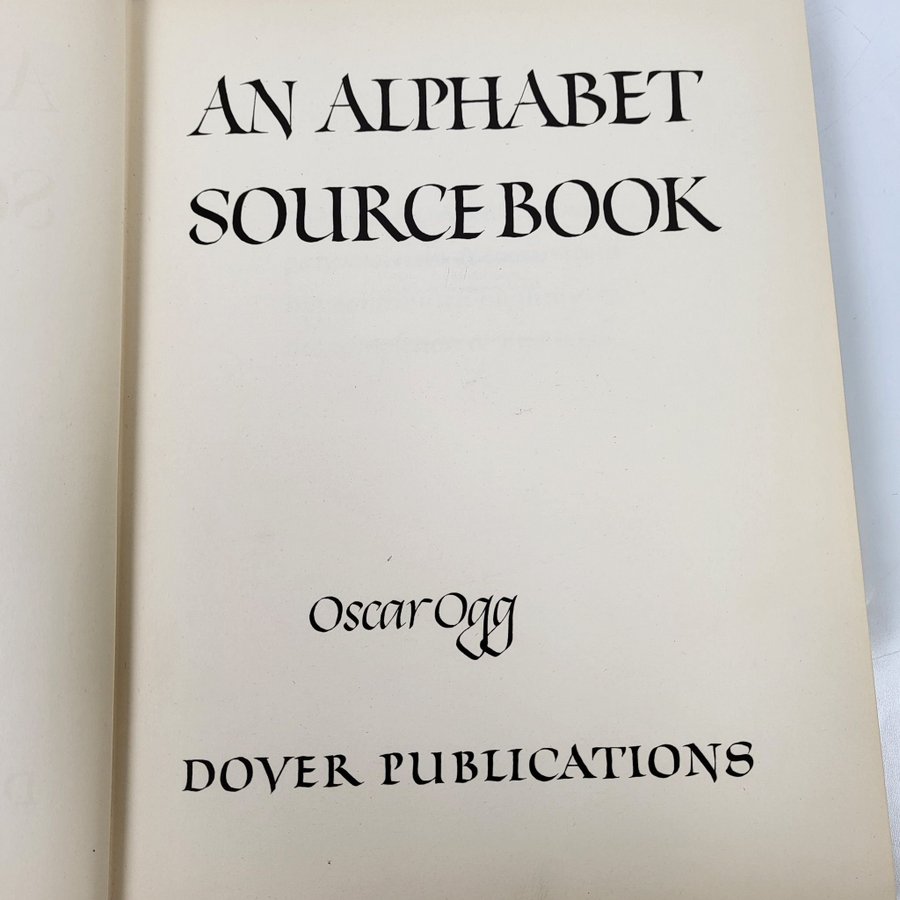 AN ALPHABET
SOURCE BOOK
Oscar Ogg
DOVER PUBLICATIONS